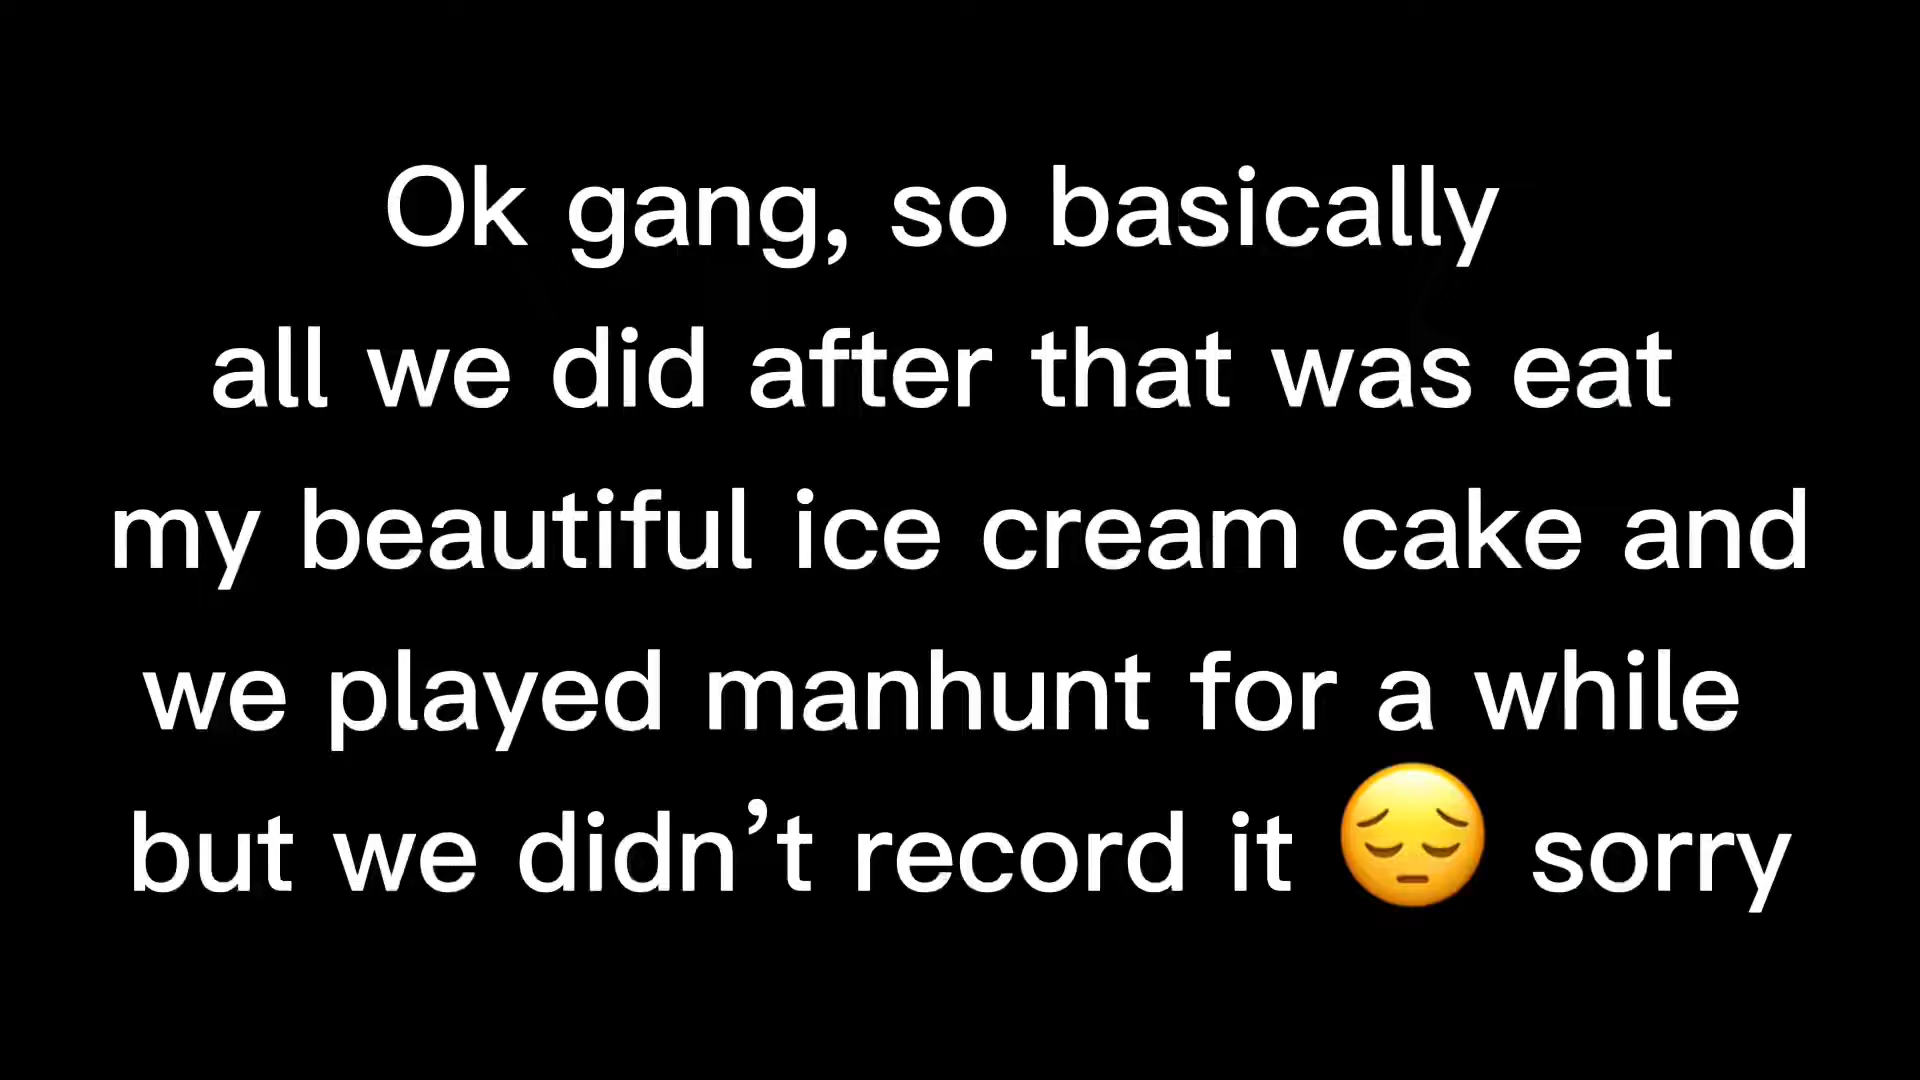 Ok gang, so basically
all we did after that was eat
my beautiful ice cream cake and
we played manhunt for a while
but we didn’t record it 😔 sorry